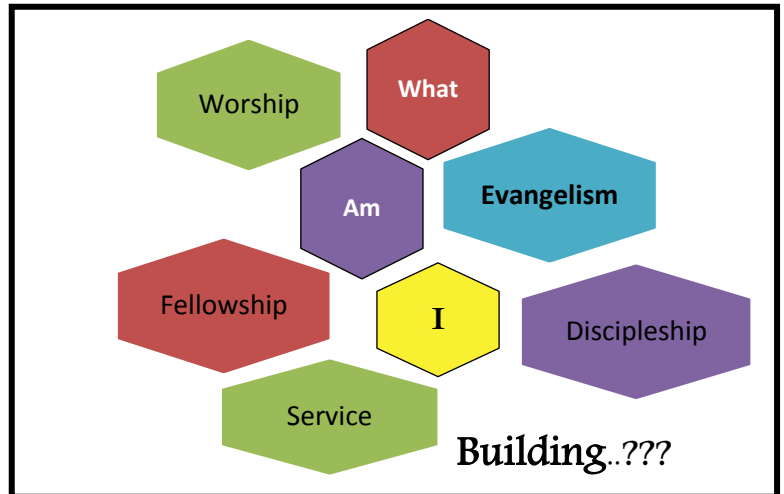 Worship
What
Am
Evangelism
Fellowship
I
Discipleship
Service
Building..???